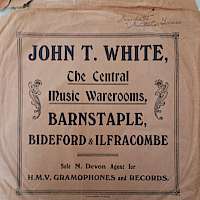 JOHN T. WHITE,
The Central
Music Warerooms,
BARNSTAPLE,
BIDEFORD & ILFRACOMBE
Sole N. Devon Agent for
H.M.V. GRAMOPHONES and RECORDS.